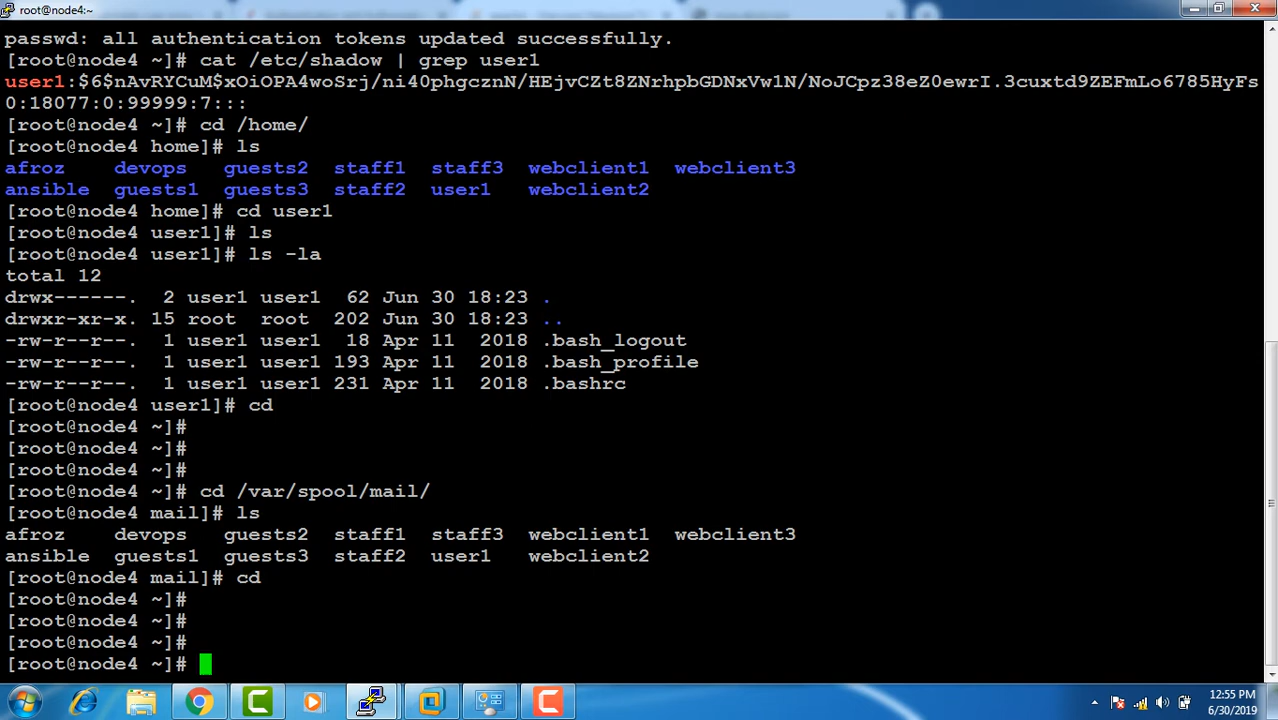 root@node4:~
passwd: all authentication tokens updated successfully.
[root@node4 ~]# cat /etc/shadow | grep user1
user1:$6$nAvRYCuM$xOiOPA4woSrj/ni40phgcznN/HEjvCZt8ZNrhpbGDNxVw1N/NoJCpz38eZ0ewrI.3cuxtd9ZEFmLo6785HyFs
0:18077:0:99999:7:::
[root@node4 ~]# cd /home/
[root@node4 home]# ls
afroz    devops   guests2  staff1  staff3  webclient1  webclient3
ansible  guests1  guests3  staff2  user1   webclient2
[root@node4 home]# cd user1
[root@node4 user1]# ls
[root@node4 user1]# ls -la
total 12
drwx------.  2 user1 user1  62 Jun 30 18:23 .
drwxr-xr-x. 15 root  root  202 Jun 30 18:23 ..
-rw-r--r--.  1 user1 user1  18 Apr 11  2018 .bash_logout
-rw-r--r--.  1 user1 user1 193 Apr 11  2018 .bash_profile
-rw-r--r--.  1 user1 user1 231 Apr 11  2018 .bashrc
[root@node4 user1]# cd
[root@node4 ~]#
[root@node4 ~]#
[root@node4 ~]#
[root@node4 ~]# cd /var/spool/mail/
[root@node4 mail]# ls
afroz    devops   guests2  staff1  staff3  webclient1  webclient3
ansible  guests1  guests3  staff2  user1   webclient2
[root@node4 mail]# cd
[root@node4 ~]#
[root@node4 ~]#
[root@node4 ~]#
[root@node4 ~]#
12:55 PM
6/30/2019